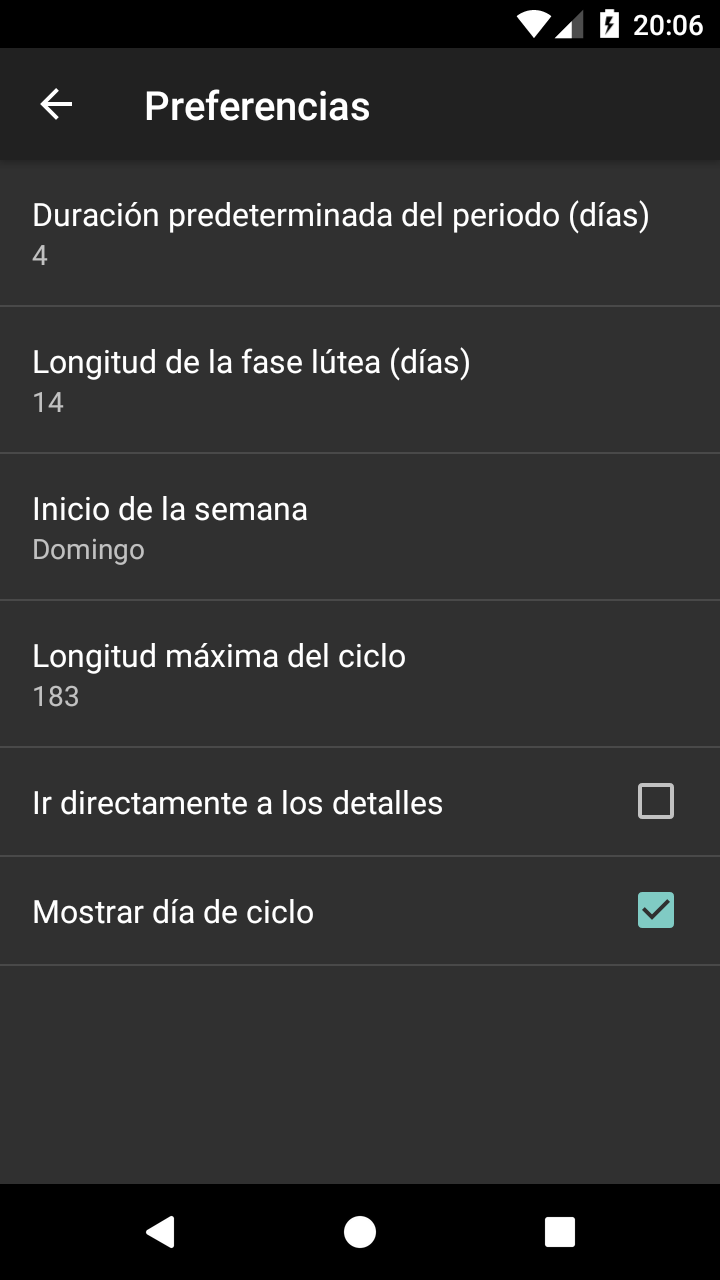 20:06
Preferencias
Duración predeterminada del periodo (días)
4
Longitud de la fase lútea (días)
14
Inicio de la semana
Domingo
Longitud máxima del ciclo
183
Ir directamente a los detalles
Mostrar día de ciclo